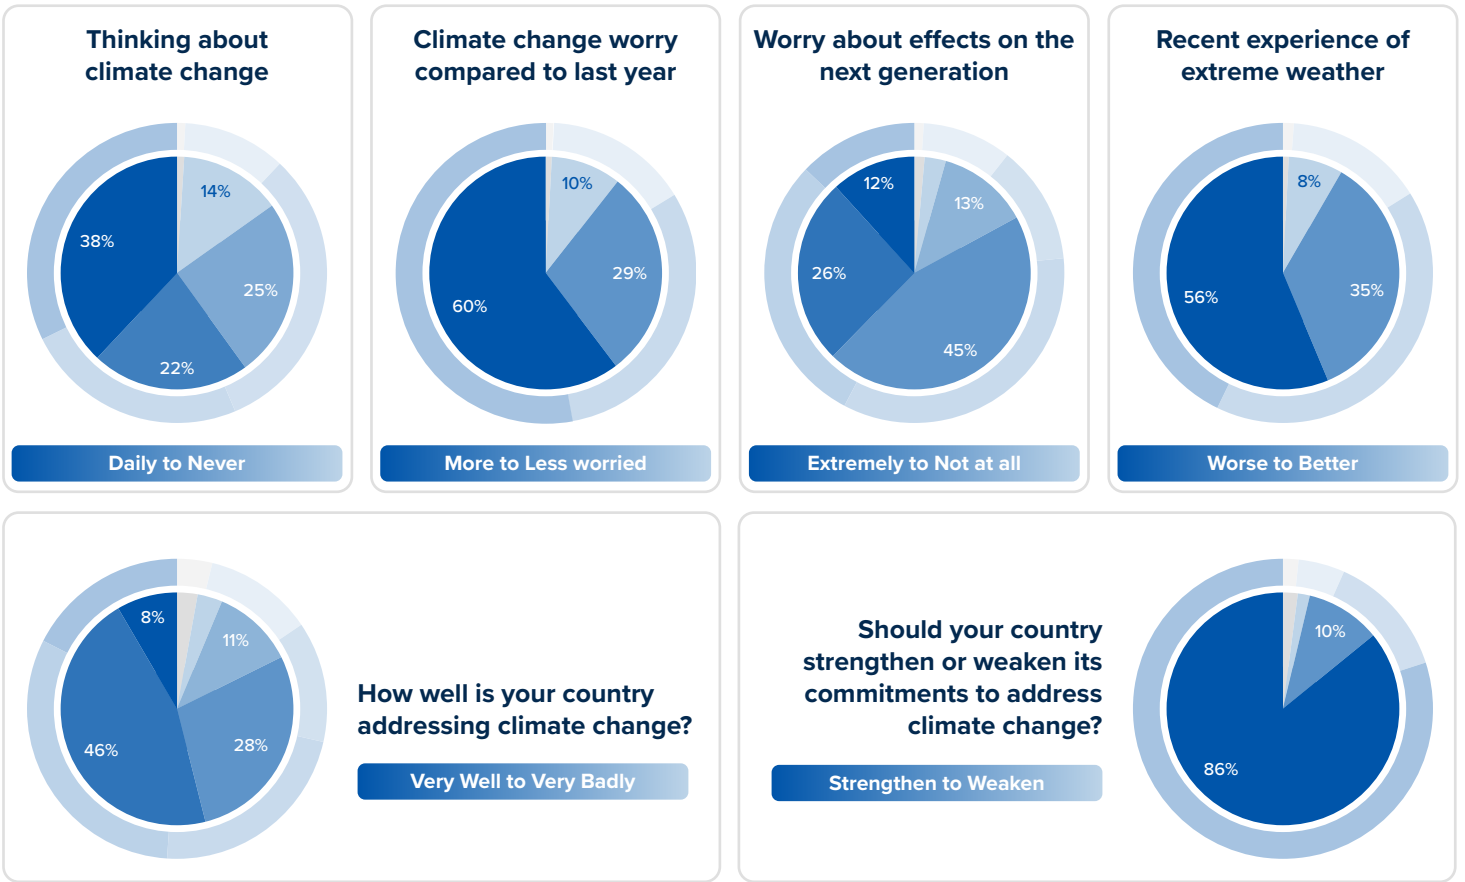 Thinking about
climate change
14%
38%
25%
22%
Daily to Never
Climate change worry
compared to last year
10%
29%
60%
More to Less worried
Worry about effects on the
next generation
12%
13%
26%
45%
Extremely to Not at all
Recent experience of
extreme weather
8%
35%
56%
Worse to Better
8%
11%
46%
28%
How well is your country
addressing climate change?
Very Well to Very Badly
Should your country
strengthen or weaken its
commitments to address
climate change?
Strengthen to Weaken
10%
86%